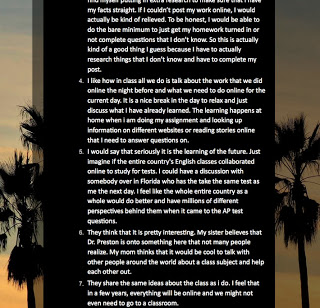 find myself putting in extra research to make sure that I have
my facts straight. If I couldn't post my work online, I would
actually be kind of relieved. To be honest, I would be able to
do the bare minimum to just get my homework turned in or
not complete questions that I don't know. So this is actually
kind of a good thing I guess because I have to actually
research things that I don't know and have to complete my
post.
4. I like how in class all we do is talk about the work that we did
online the night before and what we need to do online for the
current day. It is a nice break in the day to relax and just
discuss what I have already learned. The learning happens at
home when I am doing my assignment and looking up
information on different websites or reading stories online
that I need to answer questions on.
5. I would say that seriously it is the learning of the future. Just
imagine if the entire country's English classes collaborated
online to study for tests. I could have a discussion with
somebody over in Florida who has the take the same test as
me the next day. I feel like the whole entire country as a
whole would do better and have millions of different
perspectives behind them when it came to the AP test
questions.
6. They think that it is pretty interesting. My sister believes that
Dr. Preston is onto something here that not many people
realize. My mom thinks that it would be cool to talk with
other people around the world about a class subject and help
each other out.
7. They share the same ideas about the class as i do. I feel that
in a few years, everything will be online and we might not
even need to go to a classroom.